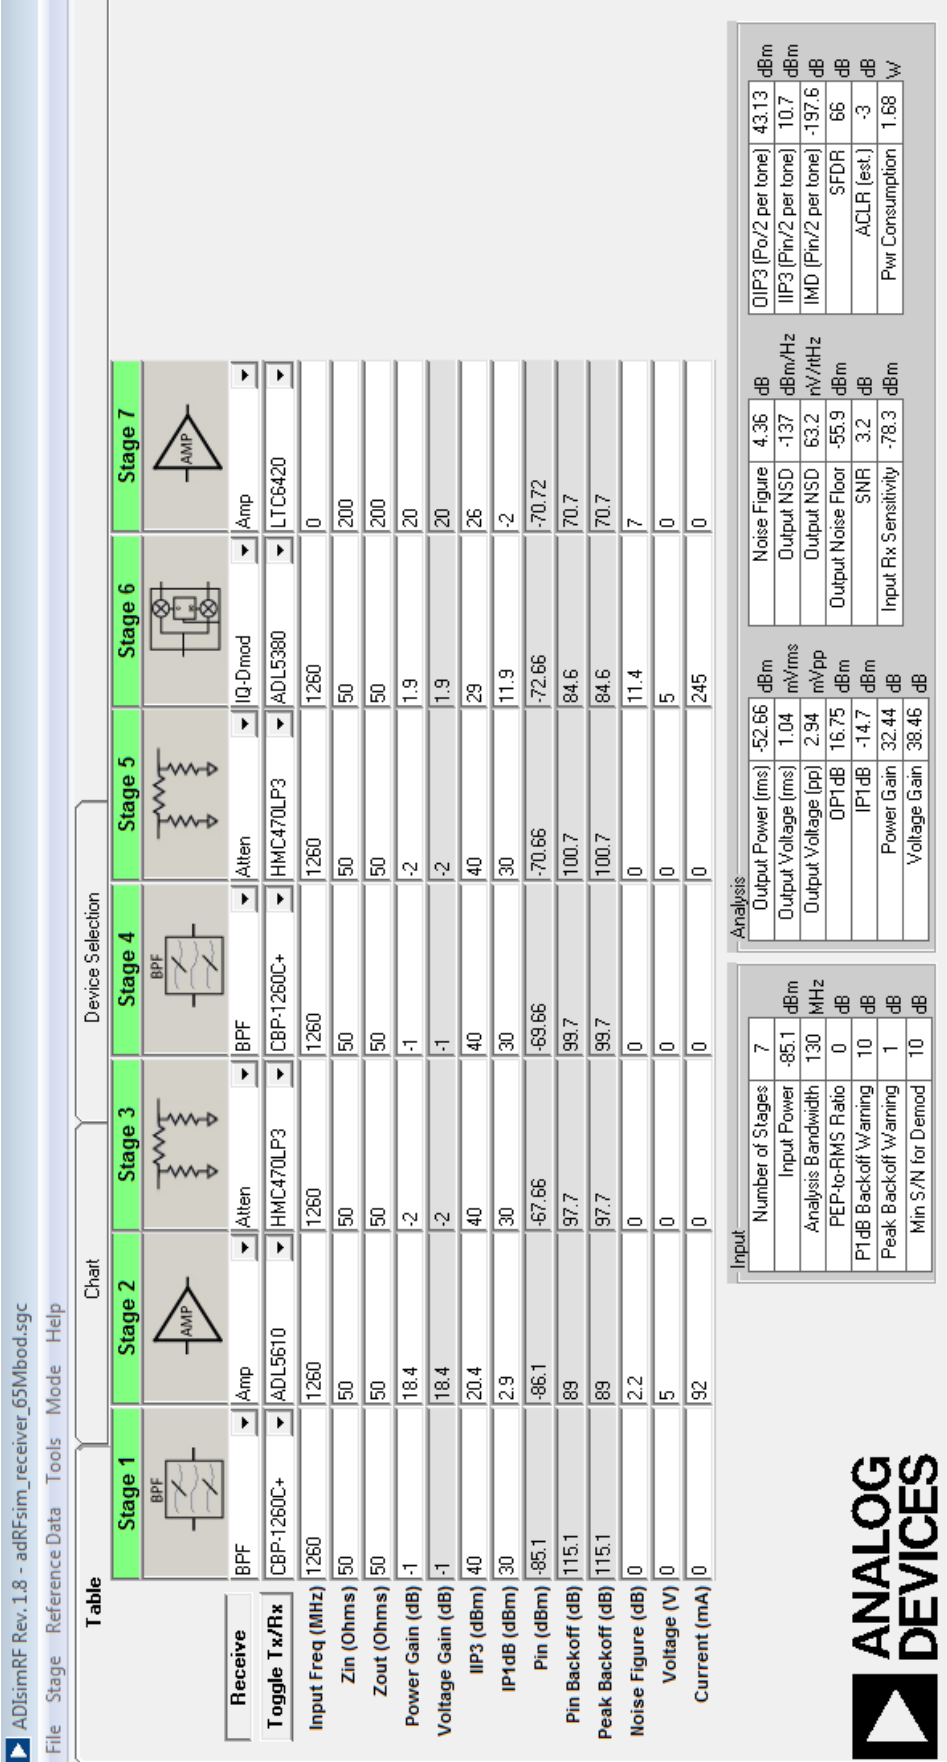 ADIsimRF Rev. 1.8 - adRFsim_receiver_65Mbod.sgc
File Stage Reference Data Tools Mode Help
Table Chart Device Selection
Stage 1 Stage 2 Stage 3 Stage 4 Stage 5 Stage 6 Stage 7
BPF AMP BPF AMP
Receive BPF Amp Atten BPF Atten IQ-Dmod Amp
Toggle Tx/Rx CBP-1260C+ ADL5610 HMC470LP3 CBP-1260C+ HMC470LP3 ADL5380 LTC6420
Input Freq (MHz) 1260 1260 1260 1260 1260 1260 0
Zin (Ohms) 50 50 50 50 50 50 200
Zout (Ohms) 50 50 50 50 50 50 200
Power Gain (dB) -1 18.4 -2 -1 -2 1.9 20
Voltage Gain (dB) -1 18.4 -2 -1 -2 1.9 20
IIP3 (dBm) 40 20.4 40 40 40 29 26
IP1dB (dBm) 30 2.9 30 30 30 11.9 -2
Pin (dBm) -85.1 -86.1 -67.66 -69.66 -70.66 -72.66 -70.72
Pin Backoff (dB) 115.1 89 97.7 99.7 100.7 84.6 70.7
Peak Backoff (dB) 115.1 89 97.7 99.7 100.7 84.6 70.7
Noise Figure (dB) 0 2.2 0 0 0 11.4 7
Voltage (V) 0 5 0 0 0 5 0
Current (mA) 0 92 0 0 0 245 0
ANALOG
DEVICES
Input
Number of Stages 7
Input Power -85.1 dBm
Analysis Bandwidth 130 MHz
PEP-to-RMS Ratio 0 dB
P1dB Backoff Warning 10 dB
Peak Backoff Warning 1 dB
Min S/N for Demod 10 dB
Analysis
Output Power (rms) -52.66 dBm
Output Voltage (rms) 1.04 mVrms
Output Voltage (pp) 2.94 mVpp
OP1dB 16.75 dBm
IP1dB -14.7 dBm
Power Gain 32.44 dB
Voltage Gain 38.46 dB
Noise Figure 4.36 dB
Output NSD -137 dBm/Hz
Output NSD 63.2 nV/rtHz
Output Noise Floor -55.9 dBm
SNR 3.2 dB
Input Rx Sensitivity -78.3 dBm
OIP3 (Po/2 per tone) 43.13 dBm
IIP3 (Pin/2 per tone) 10.7 dBm
IMD (Pin/2 per tone) -197.6 dB
SFDR 66 dB
ACLR (est.) -3 dB
Pwr Consumption 1.68 W